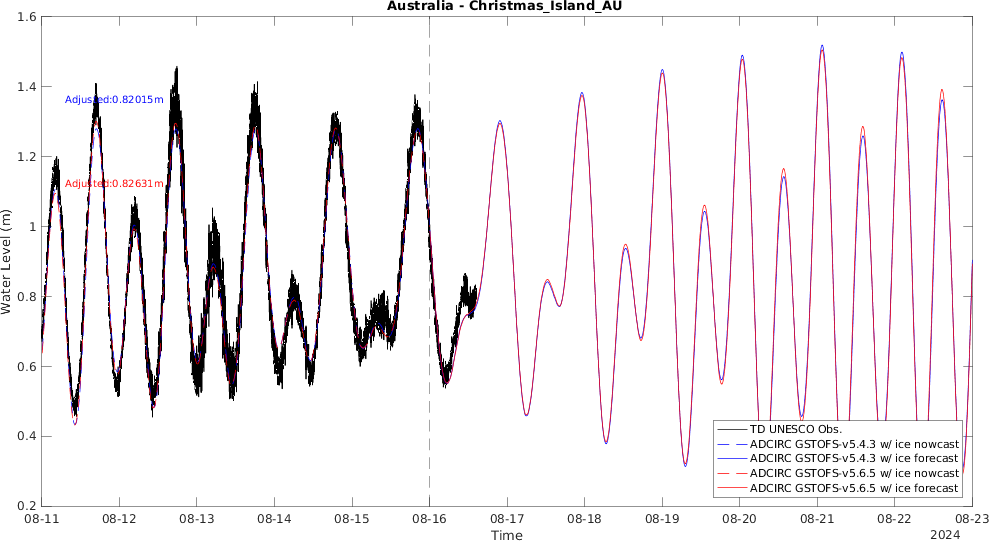 Australia - Christmas_Island_AU
1.6
1.4
1.2
1
0.8
0.6
0.4
0.2
Water Level (m)
Adjusted:0.82015m
Adjusted:0.82631m
TD UNESCO Obs.
ADCIRC GSTOFS-v5.4.3 w/ ice nowcast
ADCIRC GSTOFS-v5.4.3 w/ ice forecast
ADCIRC GSTOFS-v5.6.5 w/ ice nowcast
ADCIRC GSTOFS-v5.6.5 w/ ice forecast
08-11 08-12 08-13 08-14 08-15 08-16 08-17 08-18 08-19 08-20 08-21 08-22 08-23
Time
2024